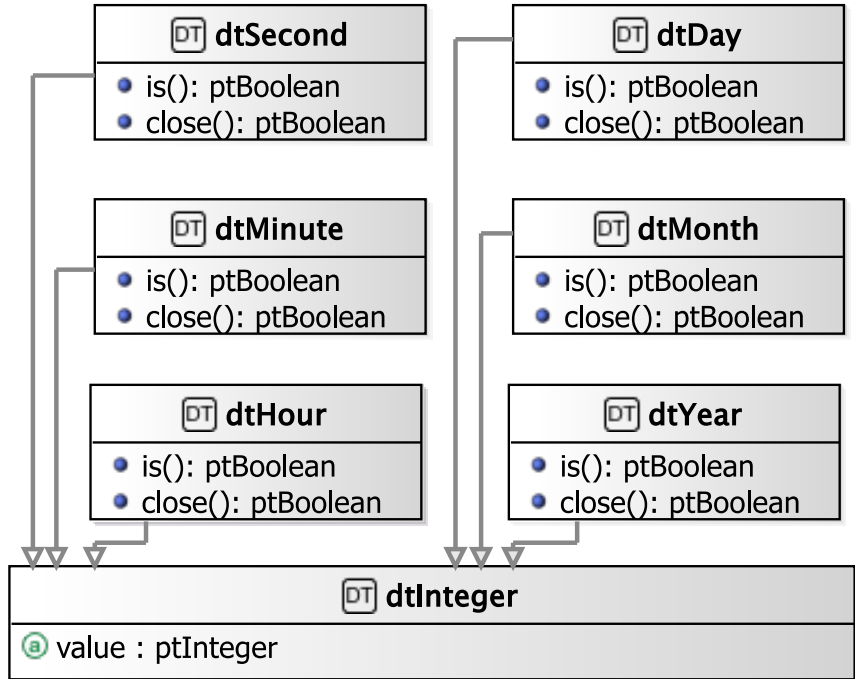 DT dtSecond
is(): ptBoolean
close(): ptBoolean
DT dtDay
is(): ptBoolean
close(): ptBoolean
DT dtMinute
is(): ptBoolean
close(): ptBoolean
DT dtMonth
is(): ptBoolean
close(): ptBoolean
DT dtHour
is(): ptBoolean
close(): ptBoolean
DT dtYear
is(): ptBoolean
close(): ptBoolean
DT dtInteger
a value : ptInteger